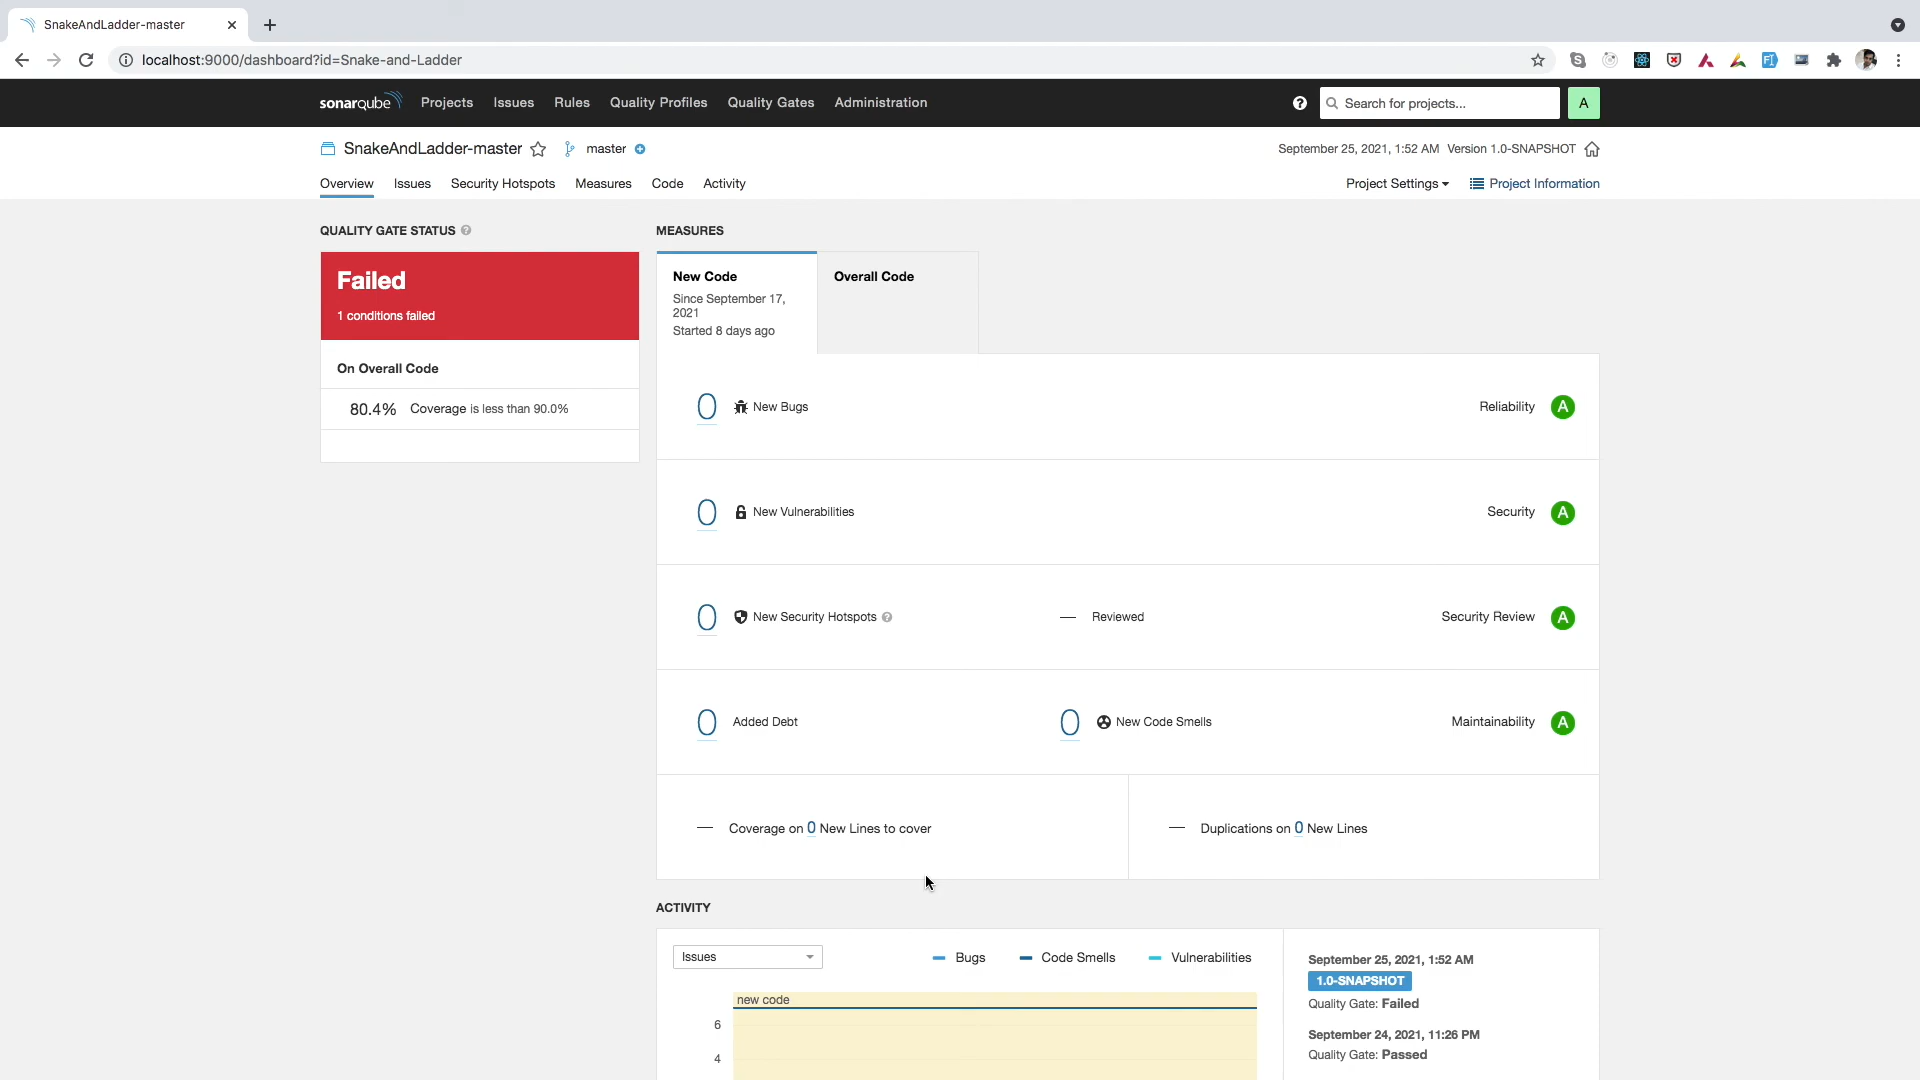 SnakeAndLadder-master
localhost:9000/dashboard?id=Snake-and-Ladder
sonarqube Projects Issues Rules Quality Profiles Quality Gates Administration
? Search for projects... A
SnakeAndLadder-master master
September 25, 2021, 1:52 AM Version 1.0-SNAPSHOT
Overview Issues Security Hotspots Measures Code Activity
Project Settings Project Information
QUALITY GATE STATUS ?
Failed
1 conditions failed
On Overall Code
80.4% Coverage is less than 90.0%
MEASURES
New Code
Since September 17,
2021
Started 8 days ago
Overall Code
0 New Bugs Reliability A
0 New Vulnerabilities Security A
0 New Security Hotspots ? — Reviewed Security Review A
0 Added Debt 0 New Code Smells Maintainability A
— Coverage on 0 New Lines to cover
— Duplications on 0 New Lines
ACTIVITY
Issues
Bugs Code Smells Vulnerabilities
new code
6
4
September 25, 2021, 1:52 AM
1.0-SNAPSHOT
Quality Gate: Failed
September 24, 2021, 11:26 PM
Quality Gate: Passed